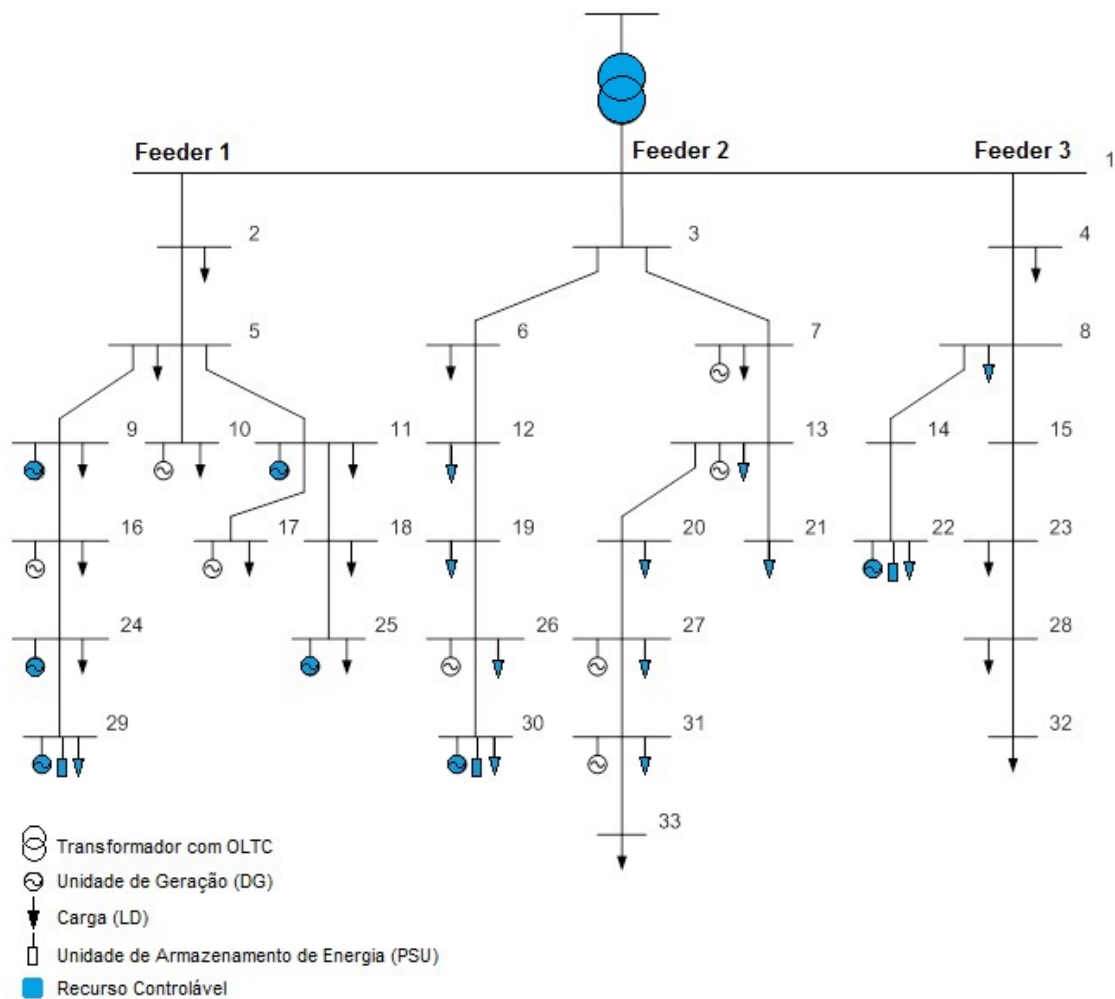 Feeder 1 Feeder 2 Feeder 3 1
2 3 4
5 6 7 8
9 10 11 12 13 14 15
16 17 18 19 20 21 22 23
24 25 26 27 28
29 30 31 32
33
Transformador com OLTC
Unidade de Geração (DG)
Carga (LD)
Unidade de Armazenamento de Energia (PSU)
Recurso Controlável